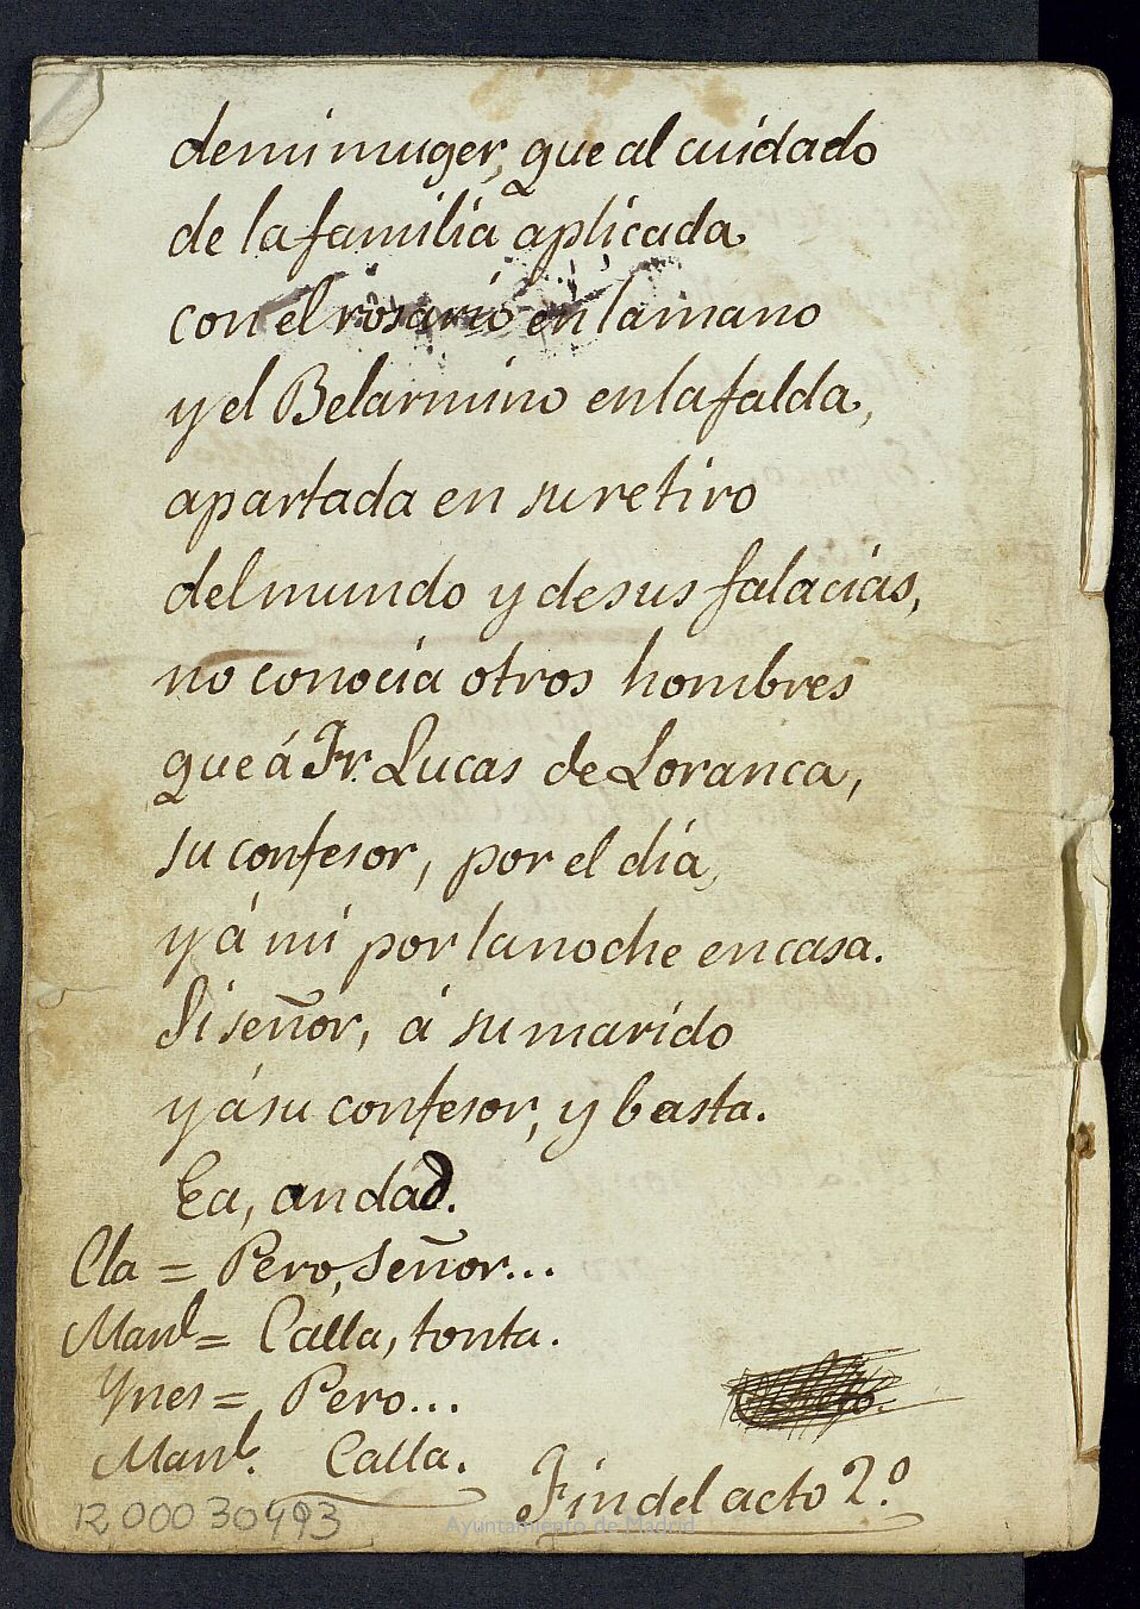 de mi muger, que al cuidado
de la familia aplicada
con el rosario en la mano
y el Belarmino en la falda,
apartada en su retiro
del mundo y de sus falacias,
no conocia otros hombres
que á Fr. Lucas de Loranca,
su confesor, por el dia,
y á mi por la noche en casa.
Si señor, á su marido
y á su confesor, y basta.
Ea, andad.
Cla = Pero, Señor...
Manl = Calla, tonta.
Ynes = Pero...
Manl. Calla.
Fin del acto 2.º
1200030493
Ayuntamiento de Madrid